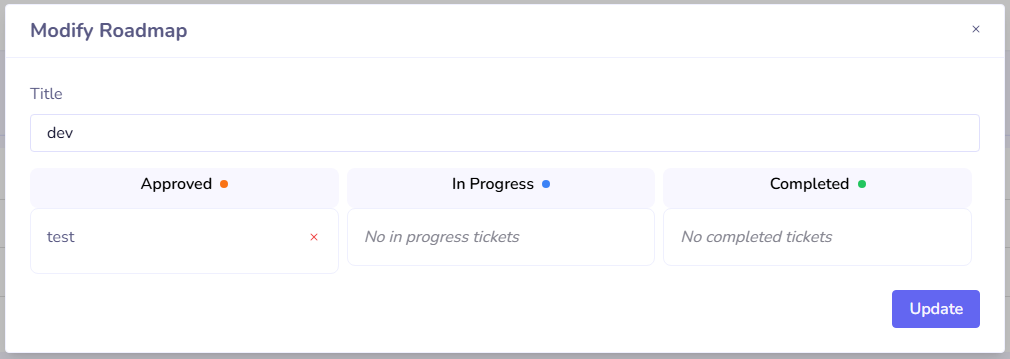 Modify Roadmap ×
Title
dev
Approved In Progress Completed
test × No in progress tickets No completed tickets
Update